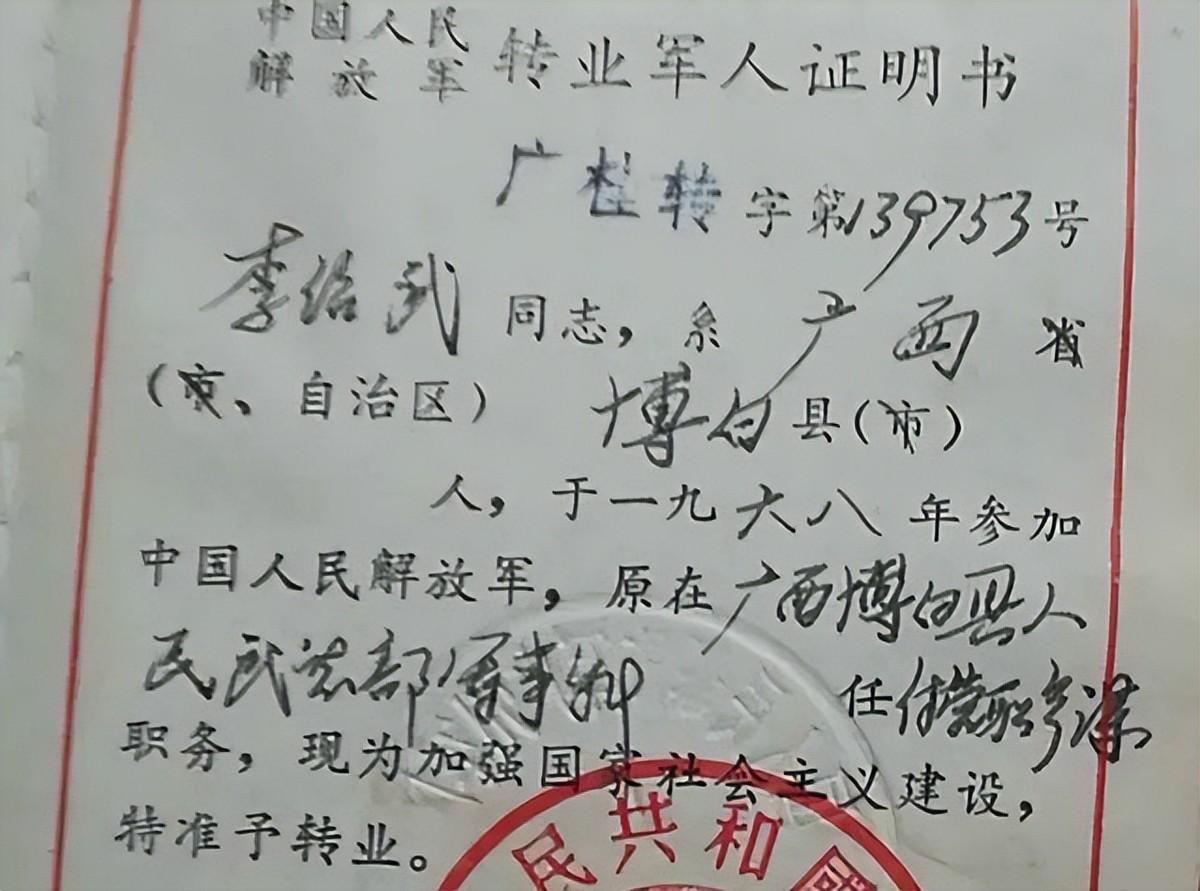 中国人民
解放军 转业军人证明书
广桂转字第139753号
李绍武同志，系广西省
（市、自治区）博白县（市）
人，于一九六八年参加
中国人民解放军，原在广西博白县人
民武装部军事科任付营职参谋
职务，现为加强国家社会主义建设，
特准予转业。
民共和国